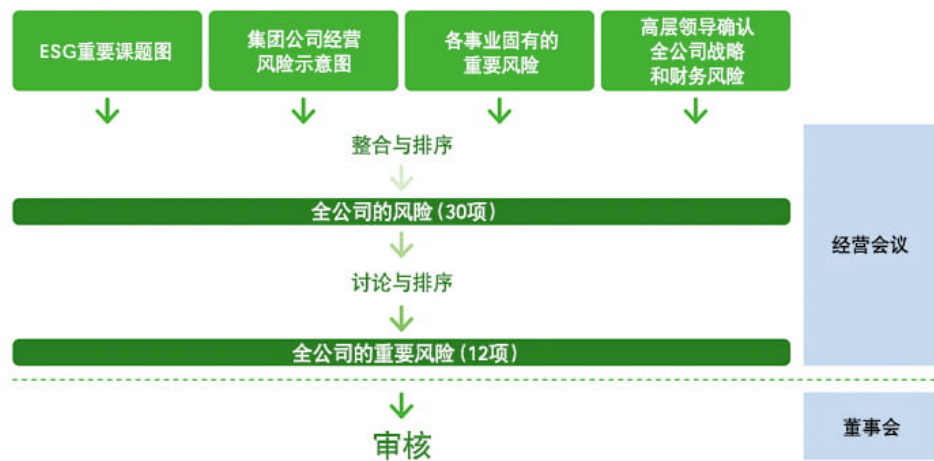 ESG重要课题图
集团公司经营
风险示意图
各事业固有的
重要风险
高层领导确认
全公司战略
和财务风险
整合与排序
全公司的风险(30项)
经营会议
讨论与排序
全公司的重要风险(12项)
董事会
审核